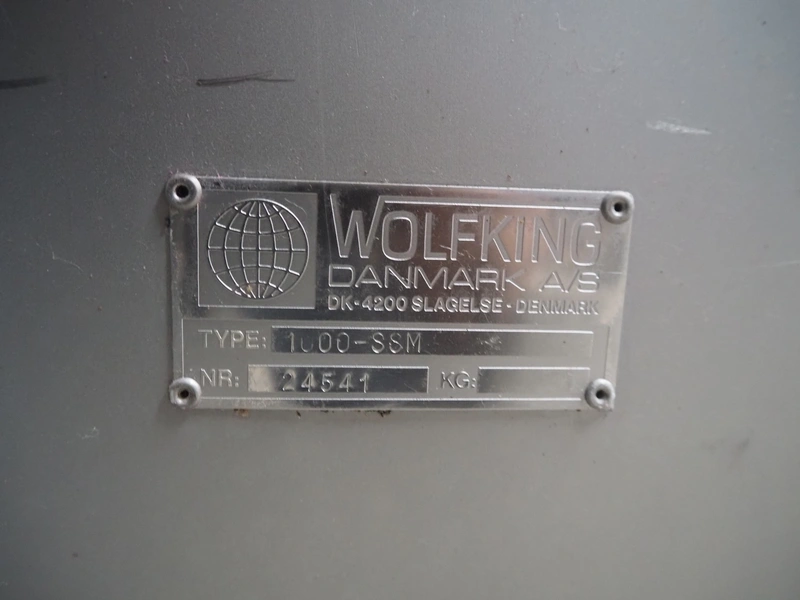 WOLFKING
DANMARK A/S
DK-4200 SLAGELSE - DENMARK
TYPE: 1000-SSM
NR: 24541 KG: